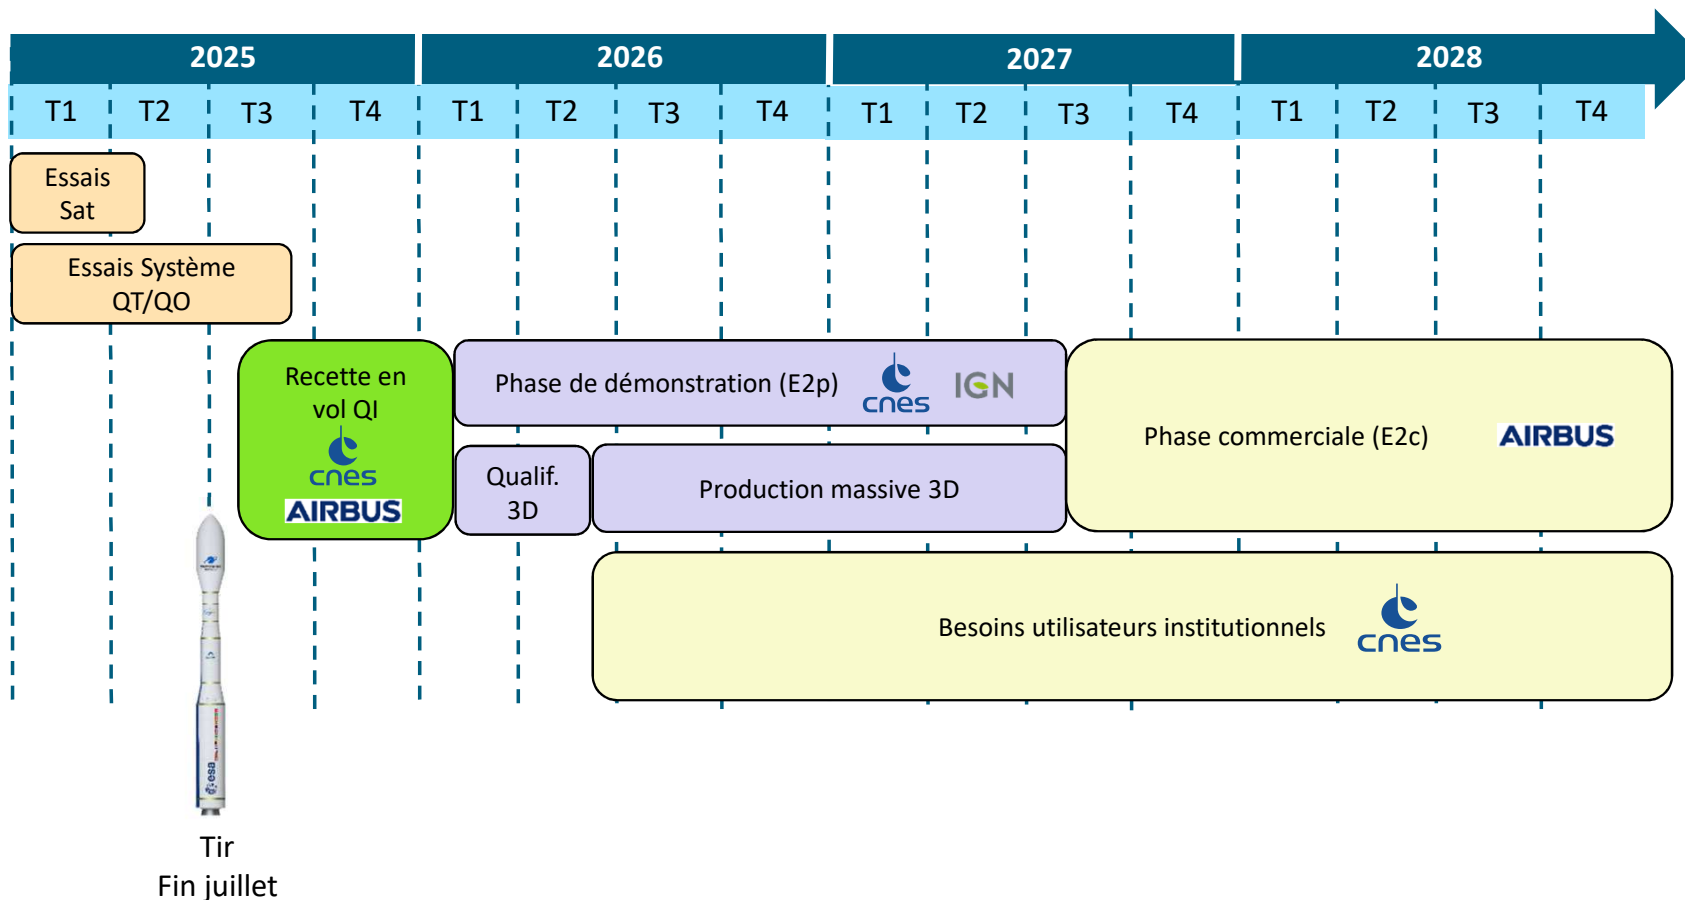 2025
2026
2027
2028
T1
T2
T3
T4
T1
T2
T3
T4
T1
T2
T3
T4
T1
T2
T3
T4
Essais
Sat
Essais Système
QT/QO
Recette en
vol QI
cnes
AIRBUS
Phase de démonstration (E2p)
cnes
IGN
Qualif.
3D
Production massive 3D
Phase commerciale (E2c)
AIRBUS
Besoins utilisateurs institutionnels
cnes
esa
Tir
Fin juillet